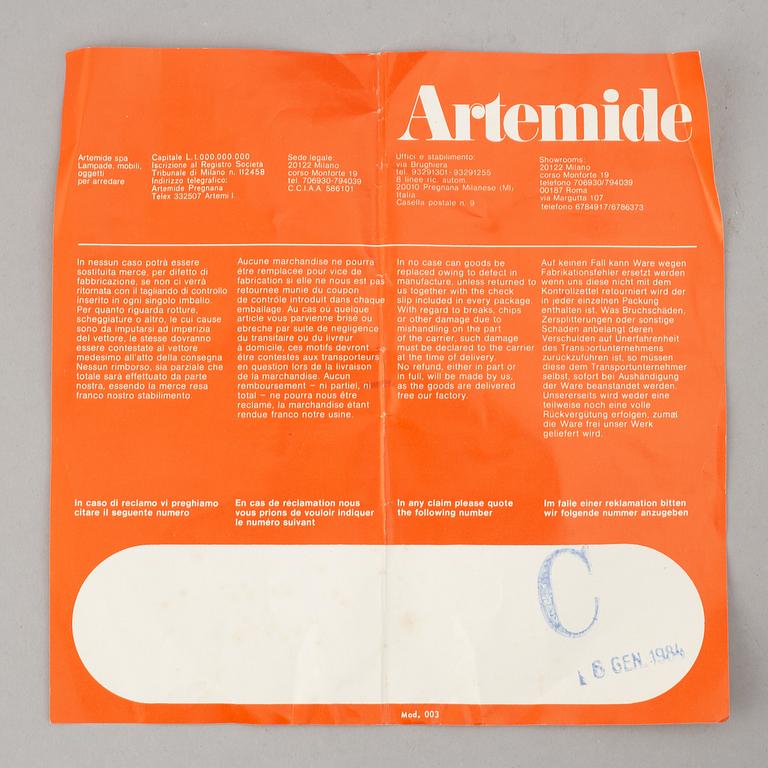 Artemide
Artemide spa
Lampade, mobili,
oggetti
per arredare
Capitale L.1.000.000.000
Iscrizione al Registro Società
Tribunale di Milano n. 112458
Indirizzo telegrafico:
Artemide Pregnana
Telex 332507 Artemi I.
Sede legale:
20122 Milano
corso Monforte 19
tel. 706930-794039
C.C.I.A.A 586101
Uffici e stabilimento:
via Brughiera
tel. 93291301-93291255
8 linee ric. autom.
20010 Pregnana Milanese (MI)
Italia
Casella postale n. 9
Showrooms:
20122 Milano
corso Monforte 19
telefono 706930/794039
00187 Roma
via Margutta 107
telefono 6784917/6786373
In nessun caso potrà essere
sostituita merce, per difetto di
fabbricazione, se non ci verrà
ritornata con il tagliando di controllo
inserito in ogni singolo imballo.
Per quanto riguarda rotture,
scheggiature o altro, le cui cause
sono da imputarsi ad imperizia
del vettore, le stesse dovranno
essere contestate al vettore
medesimo all'atto della consegna
Nessun rimborso, sia parziale che
totale sarà effettuato da parte
nostra, essendo la merce resa
franco nostro stabilimento.
Aucune marchandise ne pourra
être remplacée pour vice de
fabrication si elle ne nous est pas
retournée munie du coupon
de contrôle introduit dans chaque
emballage. Au cas où quelque
article vous parvienne brisé ou
ébreché par suite de négligence
du transitaire ou du livreur
à domicile, ces motifs devront
être contestés aux transporteurs
en question lors de la livraison
de la marchandise. Aucun
remboursement – ni partiel, ni
total – ne pourra nous être
reclamé, la marchandise étant
rendue franco notre usine.
In no case can goods be
replaced owing to defect in
manufacture, unless returned to
us together with the check
slip included in every package.
With regard to breaks, chips
or other damage due to
mishandling on the part
of the carrier, such damage
must be declared to the carrier
at the time of delivery.
No refund, either in part or
in full, will be made by us,
as the goods are delivered
free our factory.
Auf keinen Fall kann Ware wegen
Fabrikationsfehler ersetzt werden
wenn uns diese nicht mit dem
Kontrollzettel retourniert wird der
in jeder einzelnen Packung
enthalten ist. Was Bruchschäden,
Zersplitterungen oder sonstige
Schäden anbelangt deren
Verschulden auf Unerfahrenheit
des Transportunternehmens
zurückzuführen ist, so müssen
diese dem Transportunternehmer
selbst, sofort bei Aushändigung
der Ware beanstandet werden.
Unsererseits wird weder eine
teilweise noch eine volle
Rückvergütung erfolgen, zumal
die Ware frei unser Werk
geliefert wird.
In caso di reclamo vi preghiamo
citare il seguente numero
En cas de réclamation nous
vous prions de vouloir indiquer
le numéro suivant
In any claim please quote
the following number
Im falle einer reklamation bitten
wir folgende nummer anzugeben
C
6 GEN. 1984
Mod. 003